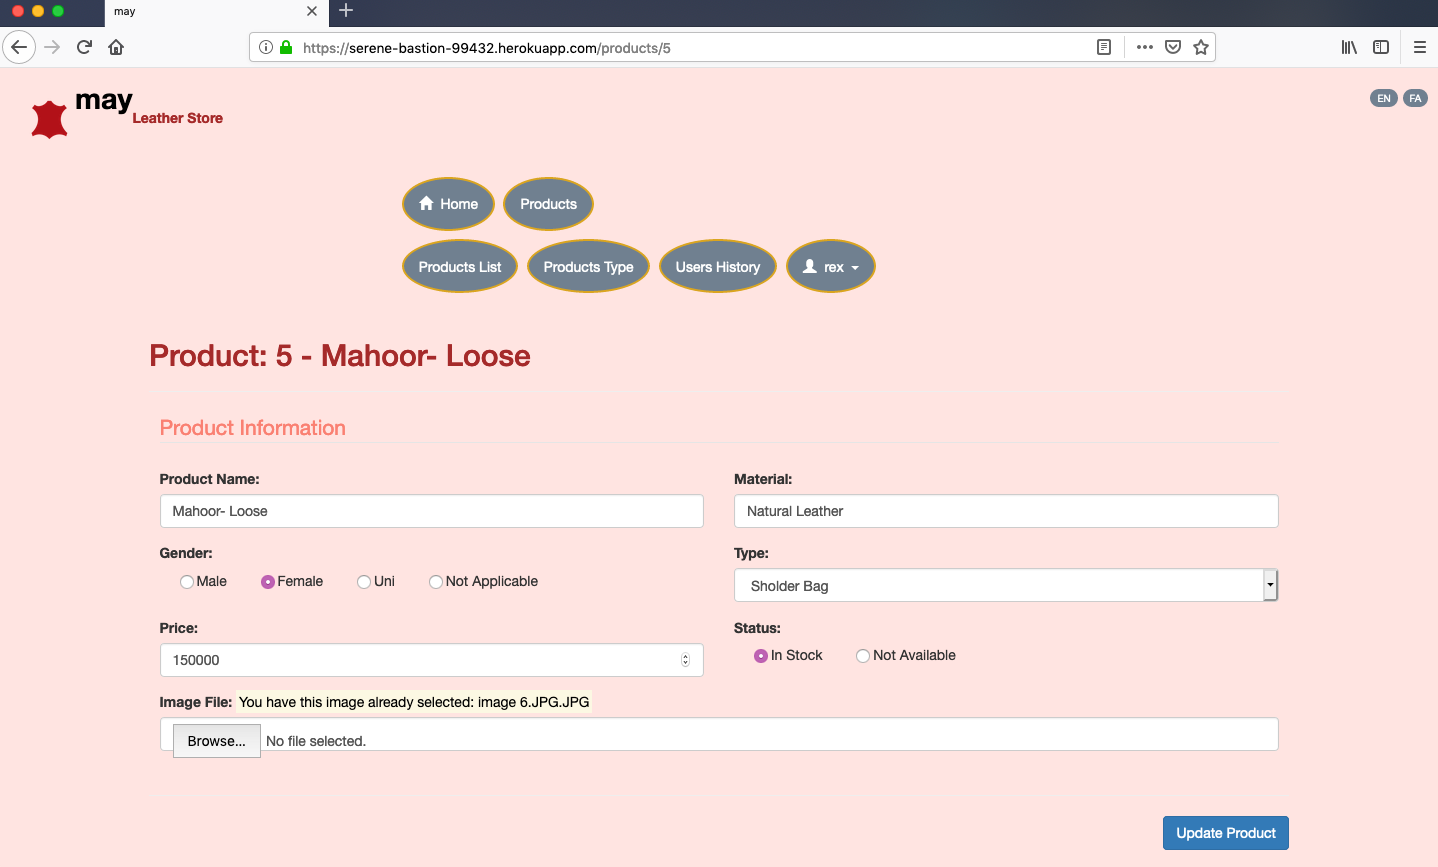 may
https://serene-bastion-99432.herokuapp.com/products/5
may
Leather Store
EN FA
Home Products
Products List Products Type Users History rex
Product: 5 - Mahoor- Loose
Product Information
Product Name: Material:
Mahoor- Loose Natural Leather
Gender: Type:
Male Female Uni Not Applicable Sholder Bag
Price: Status:
150000 In Stock Not Available
Image File: You have this image already selected: image 6.JPG.JPG
Browse... No file selected.
Update Product